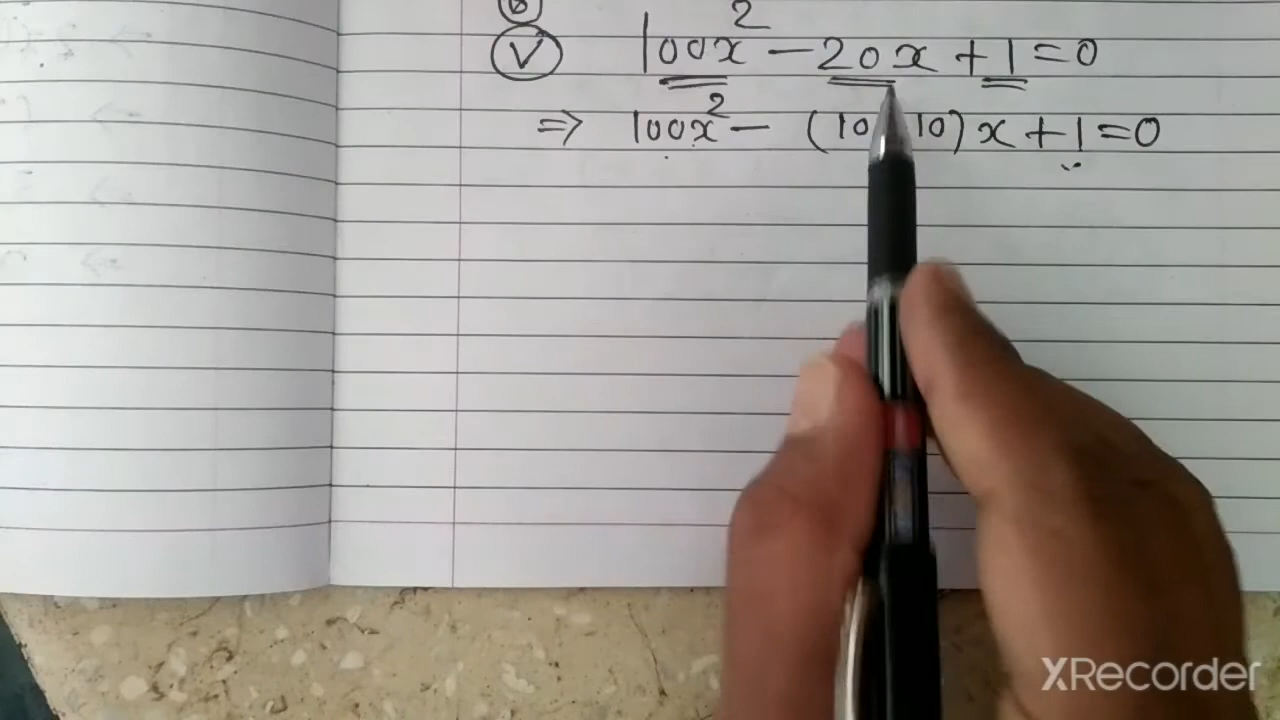 (v) 100x² - 20x + 1 = 0
⇒ 100x² - (10 10)x + 1 = 0
XRecorder